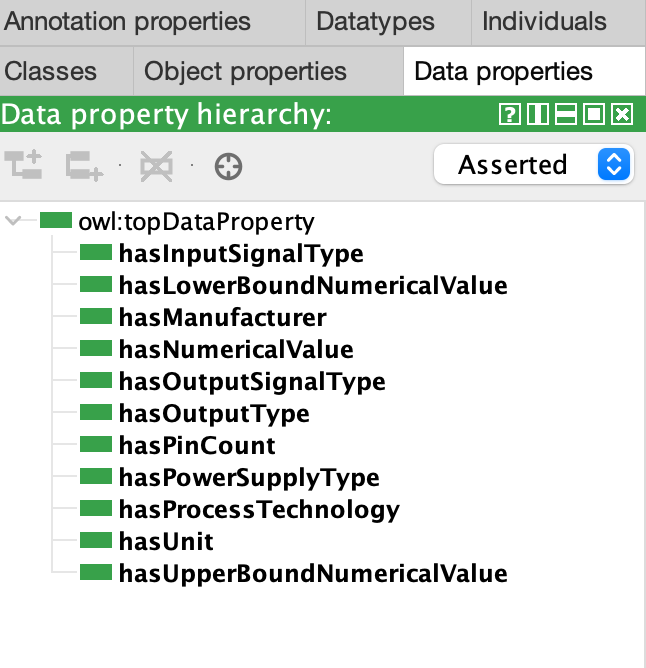 Annotation properties Datatypes Individuals
Classes Object properties Data properties
Data property hierarchy:
Asserted
owl:topDataProperty
hasInputSignalType
hasLowerBoundNumericalValue
hasManufacturer
hasNumericalValue
hasOutputSignalType
hasOutputType
hasPinCount
hasPowerSupplyType
hasProcessTechnology
hasUnit
hasUpperBoundNumericalValue